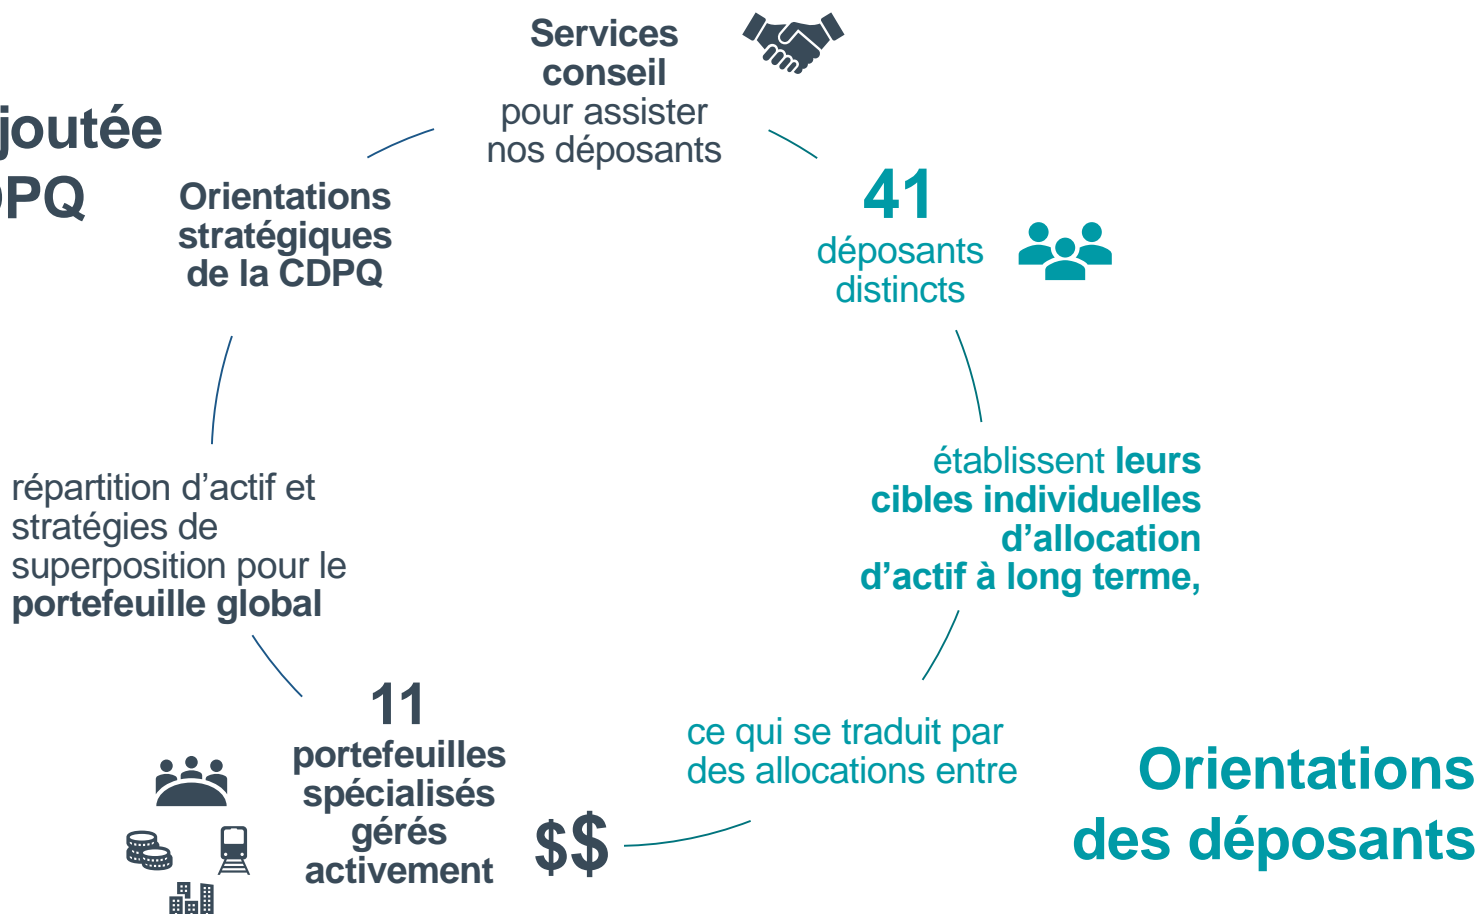 Services
conseil
pour assister
nos déposants
41
déposants
distincts
établissent leurs
cibles individuelles
d'allocation
d'actif à long terme,
ce qui se traduit par
des allocations entre
$$
11
portefeuilles
spécialisés
gérés
activement
répartition d'actif et
stratégies de
superposition pour le
portefeuille global
Orientations
stratégiques
de la CDPQ
joutée
PQ
Orientations
des déposants